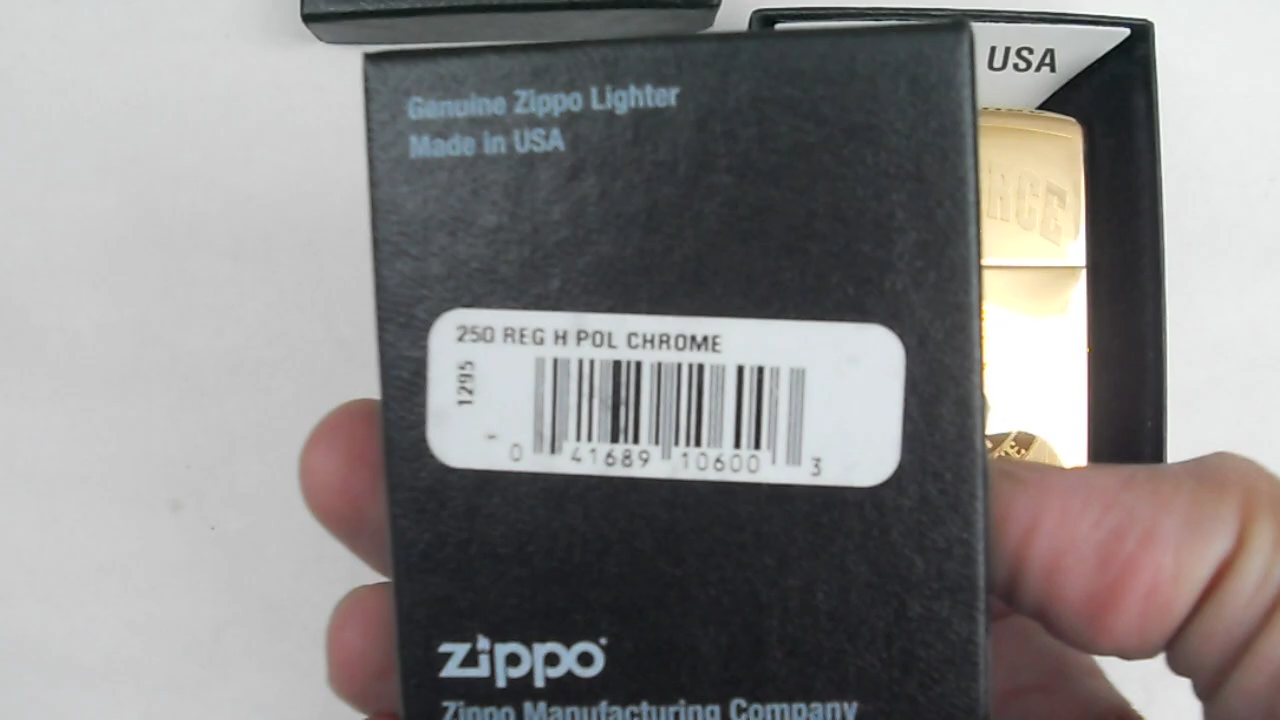 Genuine Zippo Lighter
Made in USA
USA
RCE
250 REG H POL CHROME
1295
0 41689 10600 3
zippo
Zippo Manufacturing Company